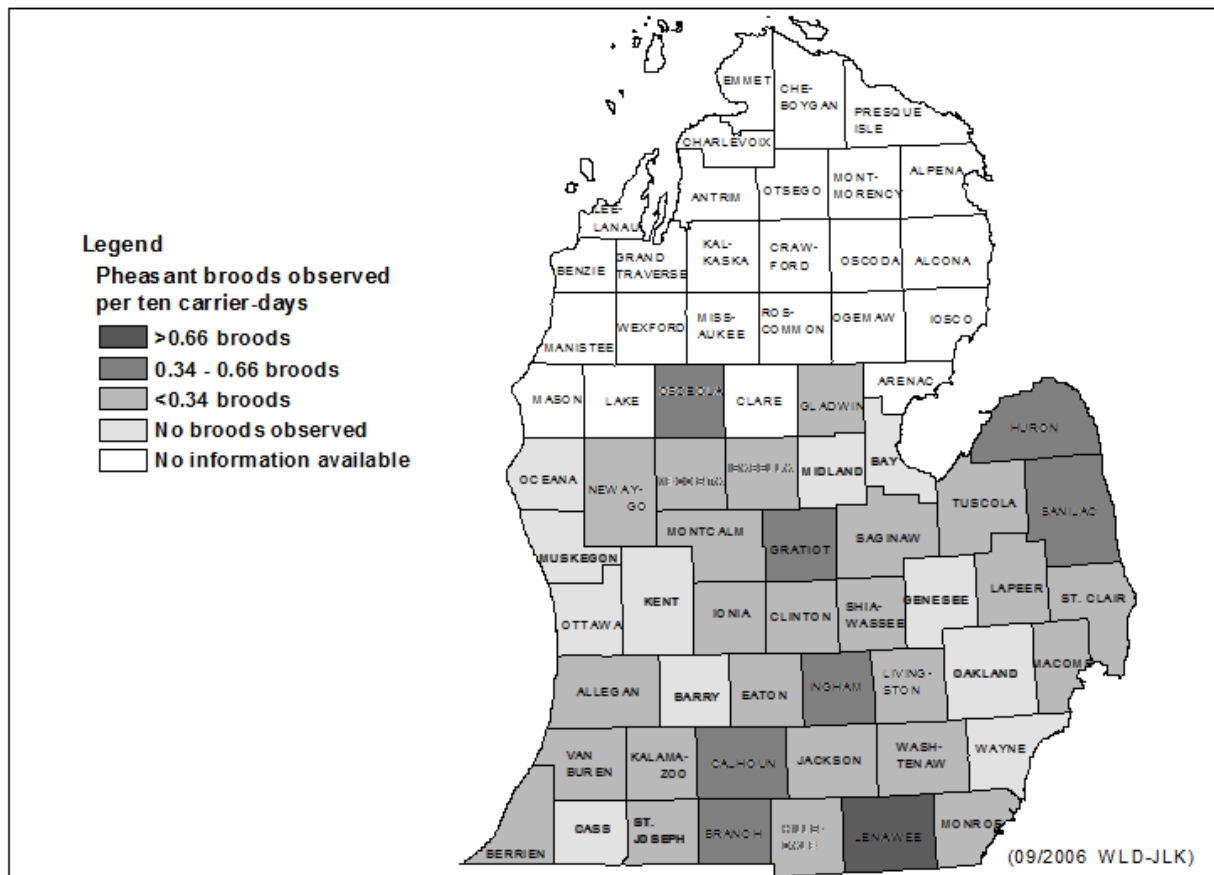 EMMET
CHE-
BOYGAN
PRESQUE
ISLE
CHARLEVOIX
ANTRIM
OTSEGO
MONT-
MORENCY
ALPENA
LEE-
LANAU
BENZIE
GRAND
TRAVERSE
KAL-
KASKA
CRAW-
FORD
OSCODA
ALCONA
MANISTEE
WEXFORD
MISS-
AUKEE
ROS-
COMMON
OGEMAW
IOSCO
Legend
Pheasant broods observed
per ten carrier-days
>0.66 broods
0.34 - 0.66 broods
<0.34 broods
No broods observed
No information available
MASON
LAKE
OSCEOLA
CLARE
GLADWIN
ARENAC
OCEANA
NEWAY-
GO
MECOSTA
ISABELLA
MIDLAND
BAY
HURON
MUSKEGON
MONTCALM
GRATIOT
SAGINAW
TUSCOLA
SANILAC
OTTAWA
KENT
IONIA
CLINTON
SHIA-
WASSEE
GENESEE
LAPEER
ST. CLAIR
ALLEGAN
BARRY
EATON
INGHAM
LIVING-
STON
OAKLAND
MACOMB
VAN
BUREN
KALAMA-
ZOO
CALHOUN
JACKSON
WASH-
TENAW
WAYNE
BERRIEN
CASS
ST.
JOSEPH
BRANCH
HILLS-
DALE
LENAWEE
MONROE
(09/2006 WLD-JLK)